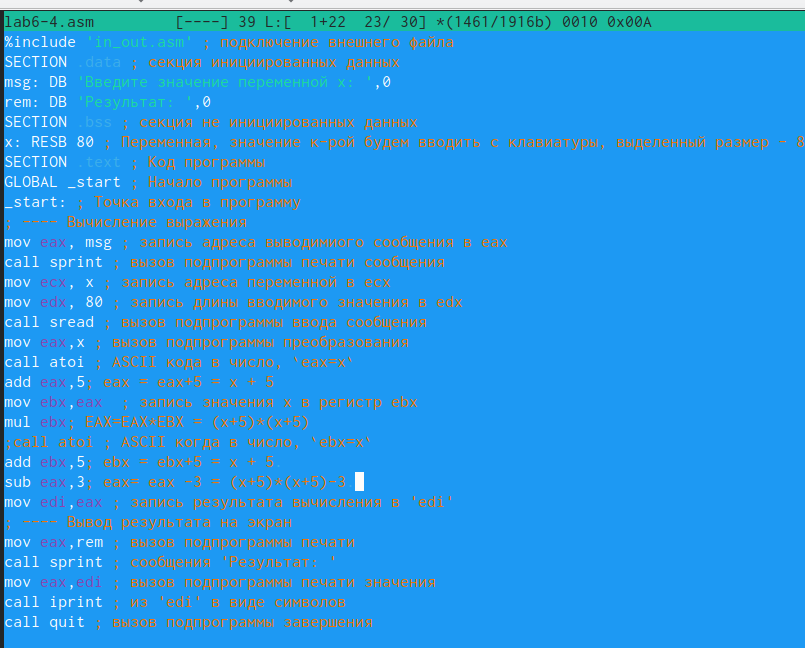 lab6-4.asm [----] 39 L:[ 1+22 23/ 30] *(1461/1916b) 0010 0x00A
%include 'in_out.asm' ; подключение внешнего файла
SECTION .data ; секция инициированных данных
msg: DB 'Введите значение переменной x: ',0
rem: DB 'Результат: ',0
SECTION .bss ; секция не инициированных данных
x: RESB 80 ; Переменная, значение к-рой будем вводить с клавиатуры, выделенный размер - 8
SECTION .text ; Код программы
GLOBAL _start ; Начало программы
_start: ; Точка входа в программу
; ---- Вычисление выражения
mov eax, msg ; запись адреса выводимиого сообщения в eax
call sprint ; вызов подпрограммы печати сообщения
mov ecx, x ; запись адреса переменной в ecx
mov edx, 80 ; запись длины вводимого значения в edx
call sread ; вызов подпрограммы ввода сообщения
mov eax,x ; вызов подпрограммы преобразования
call atoi ; ASCII кода в число, `eax=x`
add eax,5; eax = eax+5 = x + 5
mov ebx,eax  ; запись значения x в регистр ebx
mul ebx; EAX=EAX*EBX = (x+5)*(x+5)
;call atoi ; ASCII когда в число, `ebx=x`
add ebx,5; ebx = ebx+5 = x + 5.
sub eax,3; eax= eax -3 = (x+5)*(x+5)-3
mov edi,eax ; запись результата вычисления в 'edi'
; ---- Вывод результата на экран
mov eax,rem ; вызов подпрограммы печати
call sprint ; сообщения 'Результат: '
mov eax,edi ; вызов подпрограммы печати значения
call iprint ; из 'edi' в виде символов
call quit ; вызов подпрограммы завершения